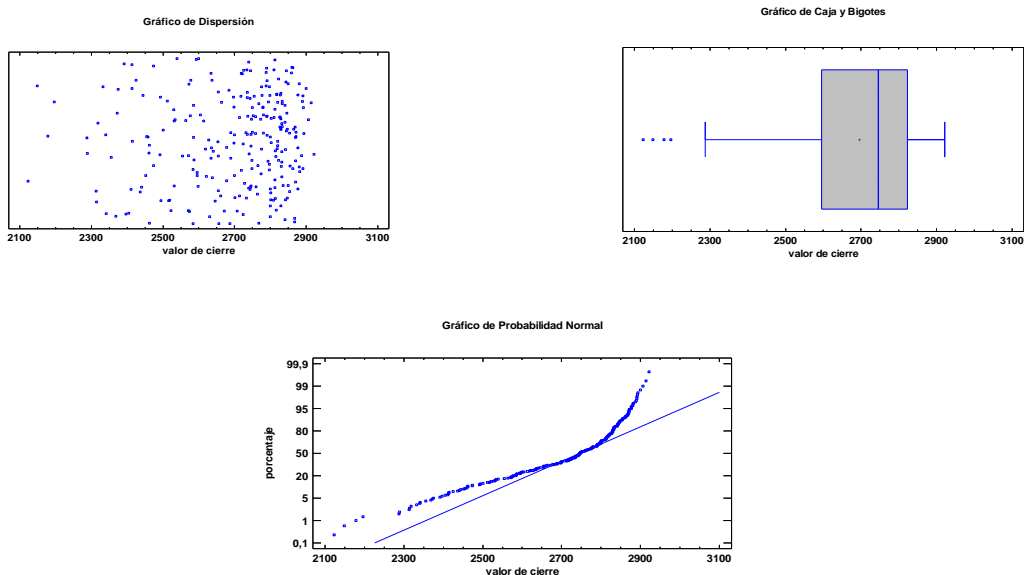 Gráfico de Dispersión
2100 2300 2500 2700 2900 3100
valor de cierre
Gráfico de Caja y Bigotes
2100 2300 2500 2700 2900 3100
valor de cierre
Gráfico de Probabilidad Normal
porcentaje
99,9
99
95
80
50
20
5
1
0,1
2100 2300 2500 2700 2900 3100
valor de cierre